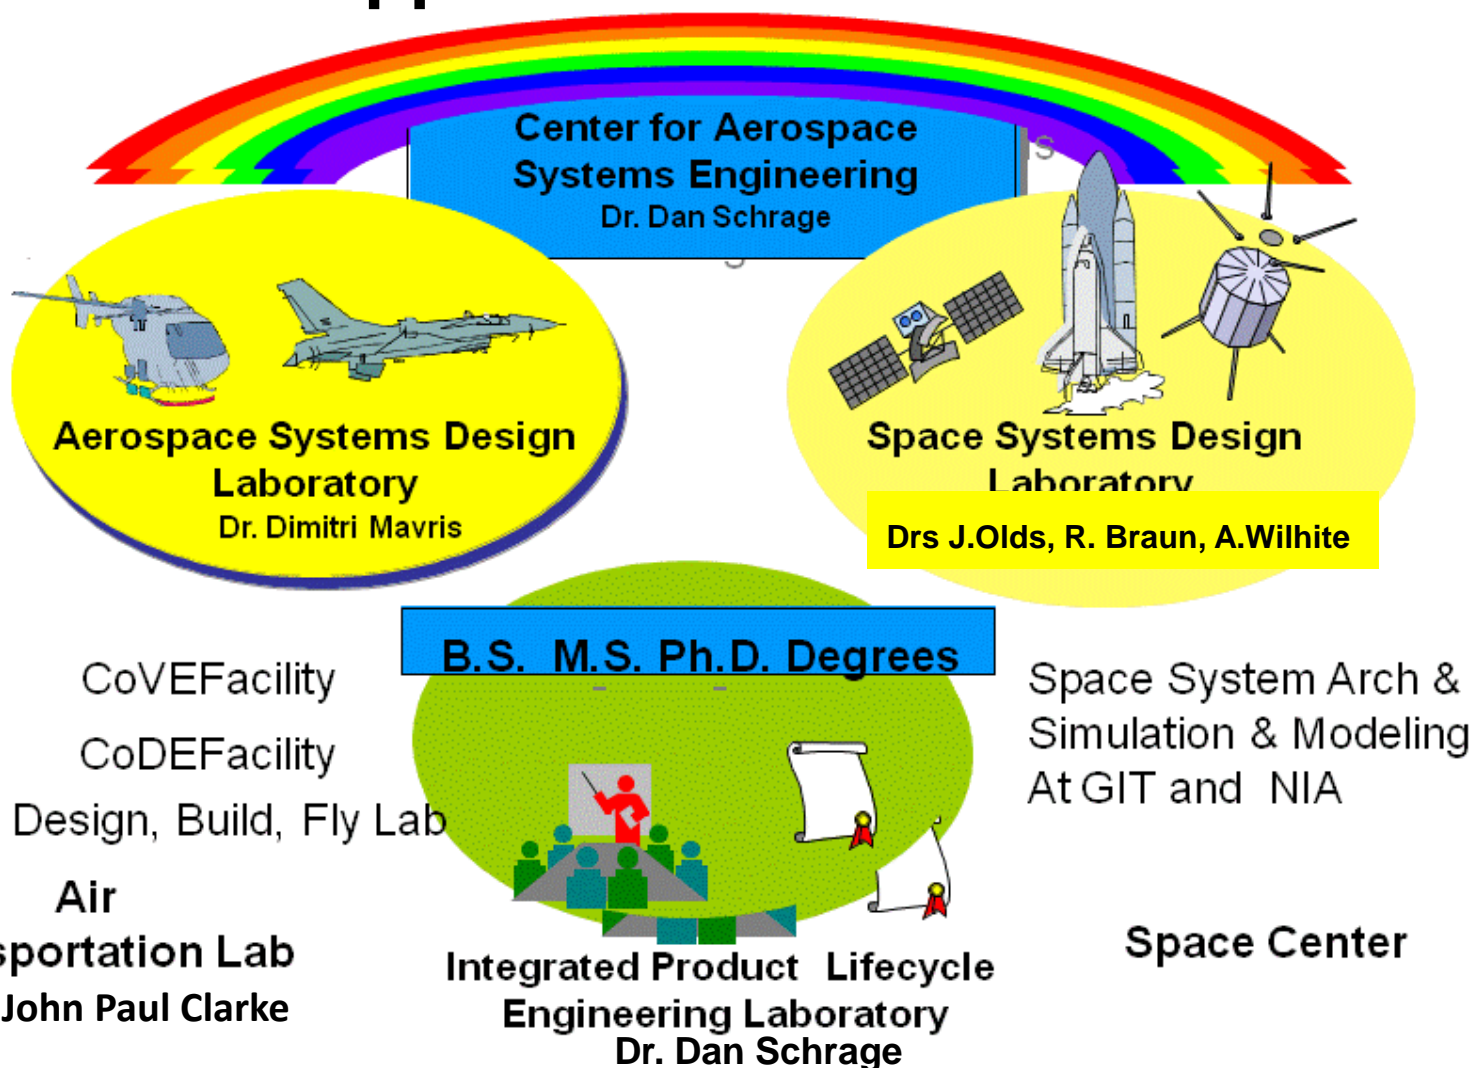 Center for Aerospace
Systems Engineering
Dr. Dan Schrage
Aerospace Systems Design
Laboratory
Dr. Dimitri Mavris
Space Systems Design
Laboratory
Drs J.Olds, R. Braun, A.Wilhite
B.S. M.S. Ph.D. Degrees
CoVEFacility
CoDEFacility
Design, Build, Fly Lab
Air
sportation Lab
John Paul Clarke
Space System Arch &
Simulation & Modeling
At GIT and NIA
Space Center
Integrated Product Lifecycle
Engineering Laboratory
Dr. Dan Schrage